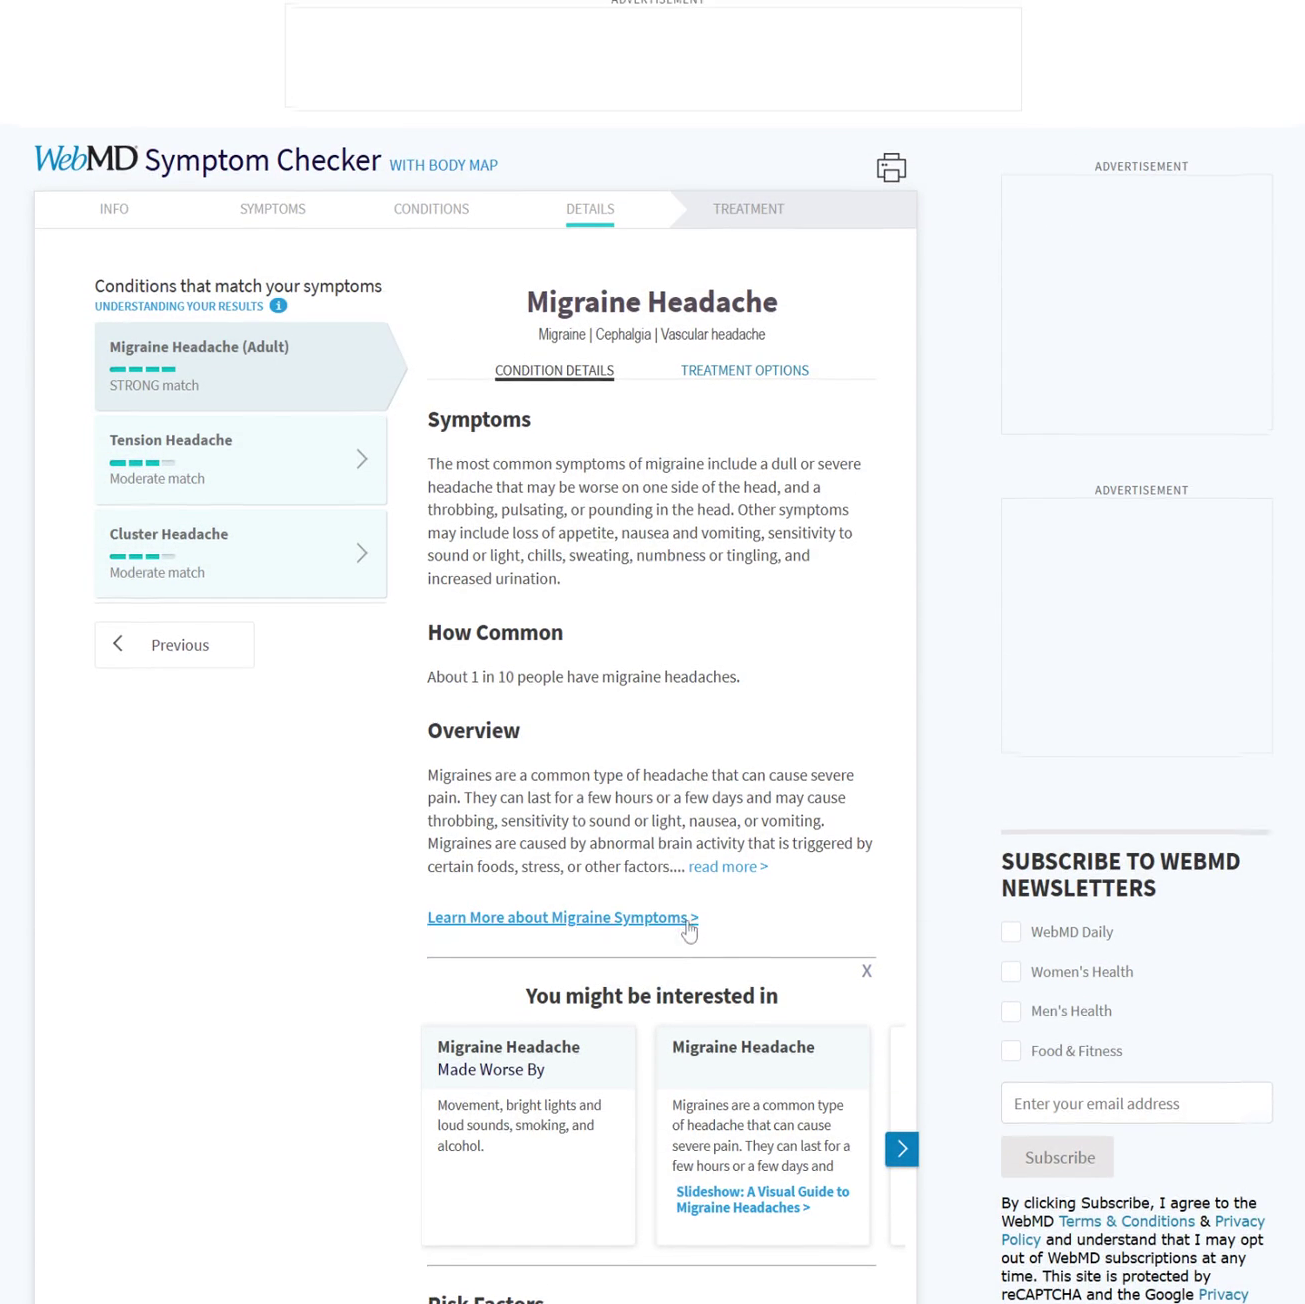 ADVERTISEMENT
WebMD Symptom Checker WITH BODY MAP
INFO
SYMPTOMS
CONDITIONS
DETAILS
TREATMENT
Conditions that match your symptoms
UNDERSTANDING YOUR RESULTS i
Migraine Headache (Adult)
STRONG match
Tension Headache
Moderate match
Cluster Headache
Moderate match
Previous
Migraine Headache
Migraine | Cephalgia | Vascular headache
CONDITION DETAILS
TREATMENT OPTIONS
Symptoms
The most common symptoms of migraine include a dull or severe
headache that may be worse on one side of the head, and a
throbbing, pulsating, or pounding in the head. Other symptoms
may include loss of appetite, nausea and vomiting, sensitivity to
sound or light, chills, sweating, numbness or tingling, and
increased urination.
How Common
About 1 in 10 people have migraine headaches.
Overview
Migraines are a common type of headache that can cause severe
pain. They can last for a few hours or a few days and may cause
throbbing, sensitivity to sound or light, nausea, or vomiting.
Migraines are caused by abnormal brain activity that is triggered by
certain foods, stress, or other factors.... read more >
Learn More about Migraine Symptoms >
X
You might be interested in
Migraine Headache
Made Worse By
Movement, bright lights and
loud sounds, smoking, and
alcohol.
Migraine Headache
Migraines are a common type
of headache that can cause
severe pain. They can last for a
few hours or a few days and
Slideshow: A Visual Guide to
Migraine Headaches >
Risk Factors
ADVERTISEMENT
ADVERTISEMENT
SUBSCRIBE TO WEBMD
NEWSLETTERS
WebMD Daily
Women's Health
Men's Health
Food & Fitness
Enter your email address
Subscribe
By clicking Subscribe, I agree to the
WebMD Terms & Conditions & Privacy
Policy and understand that I may opt
out of WebMD subscriptions at any
time. This site is protected by
reCAPTCHA and the Google Privacy